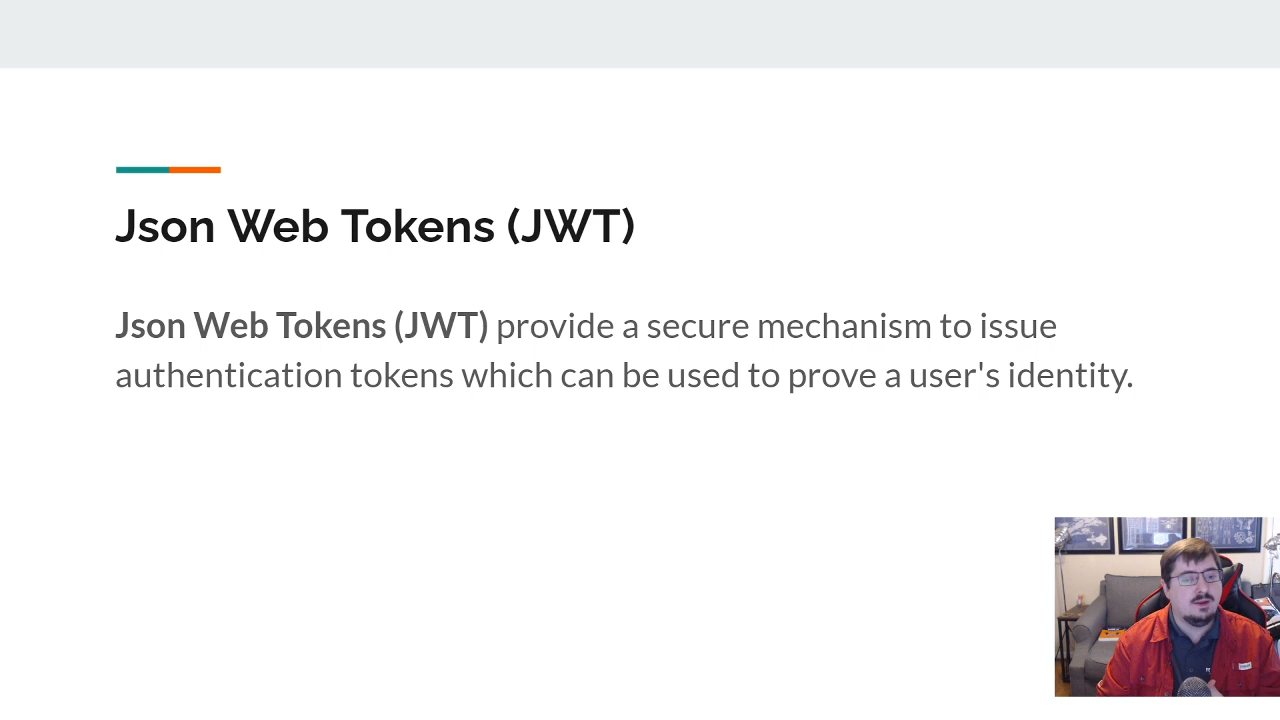 Json Web Tokens (JWT)
Json Web Tokens (JWT) provide a secure mechanism to issue
authentication tokens which can be used to prove a user's identity.